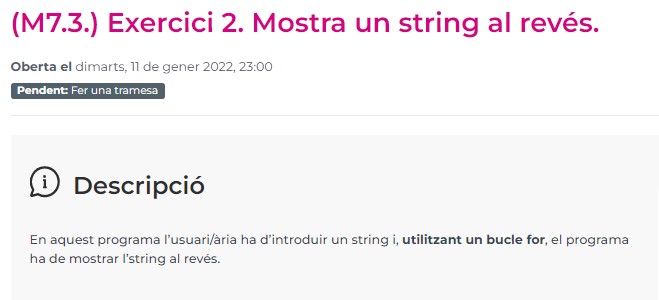 (M7.3.) Exercici 2. Mostra un string al revés.
Oberta el dimarts, 11 de gener 2022, 23:00
Pendent: Fer una tramesa
Descripció
En aquest programa l’usuari/ària ha d’introduir un string i, utilitzant un bucle for, el programa
ha de mostrar l’string al revés.